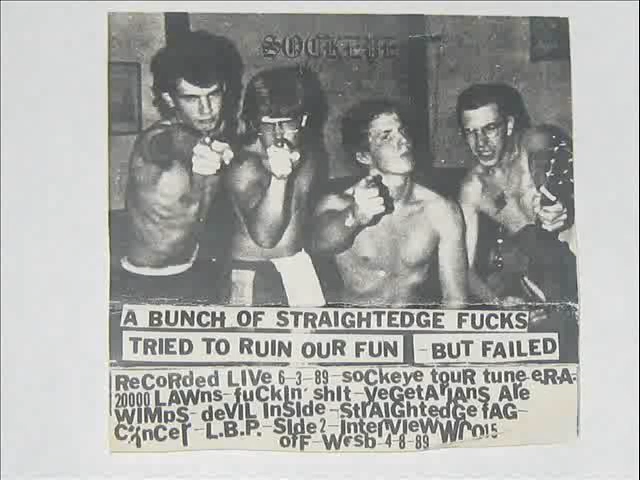 SOCKEYE
A BUNCH OF STRAIGHTEDGE FUCKS
TRIED TO RUIN OUR FUN -BUT FAILED
ReCoRded LIVe 6-3-89 - soCkeye touR tune eRA-
20000 LAWns- fuCkin' shit- VeGetAriAns Are
WIMpS- deVIL InSide- StrAIGhtedGe fAG-
CAnCer - L.B.P.- SIde 2- InterVIeW
off WCSb 4-8-89